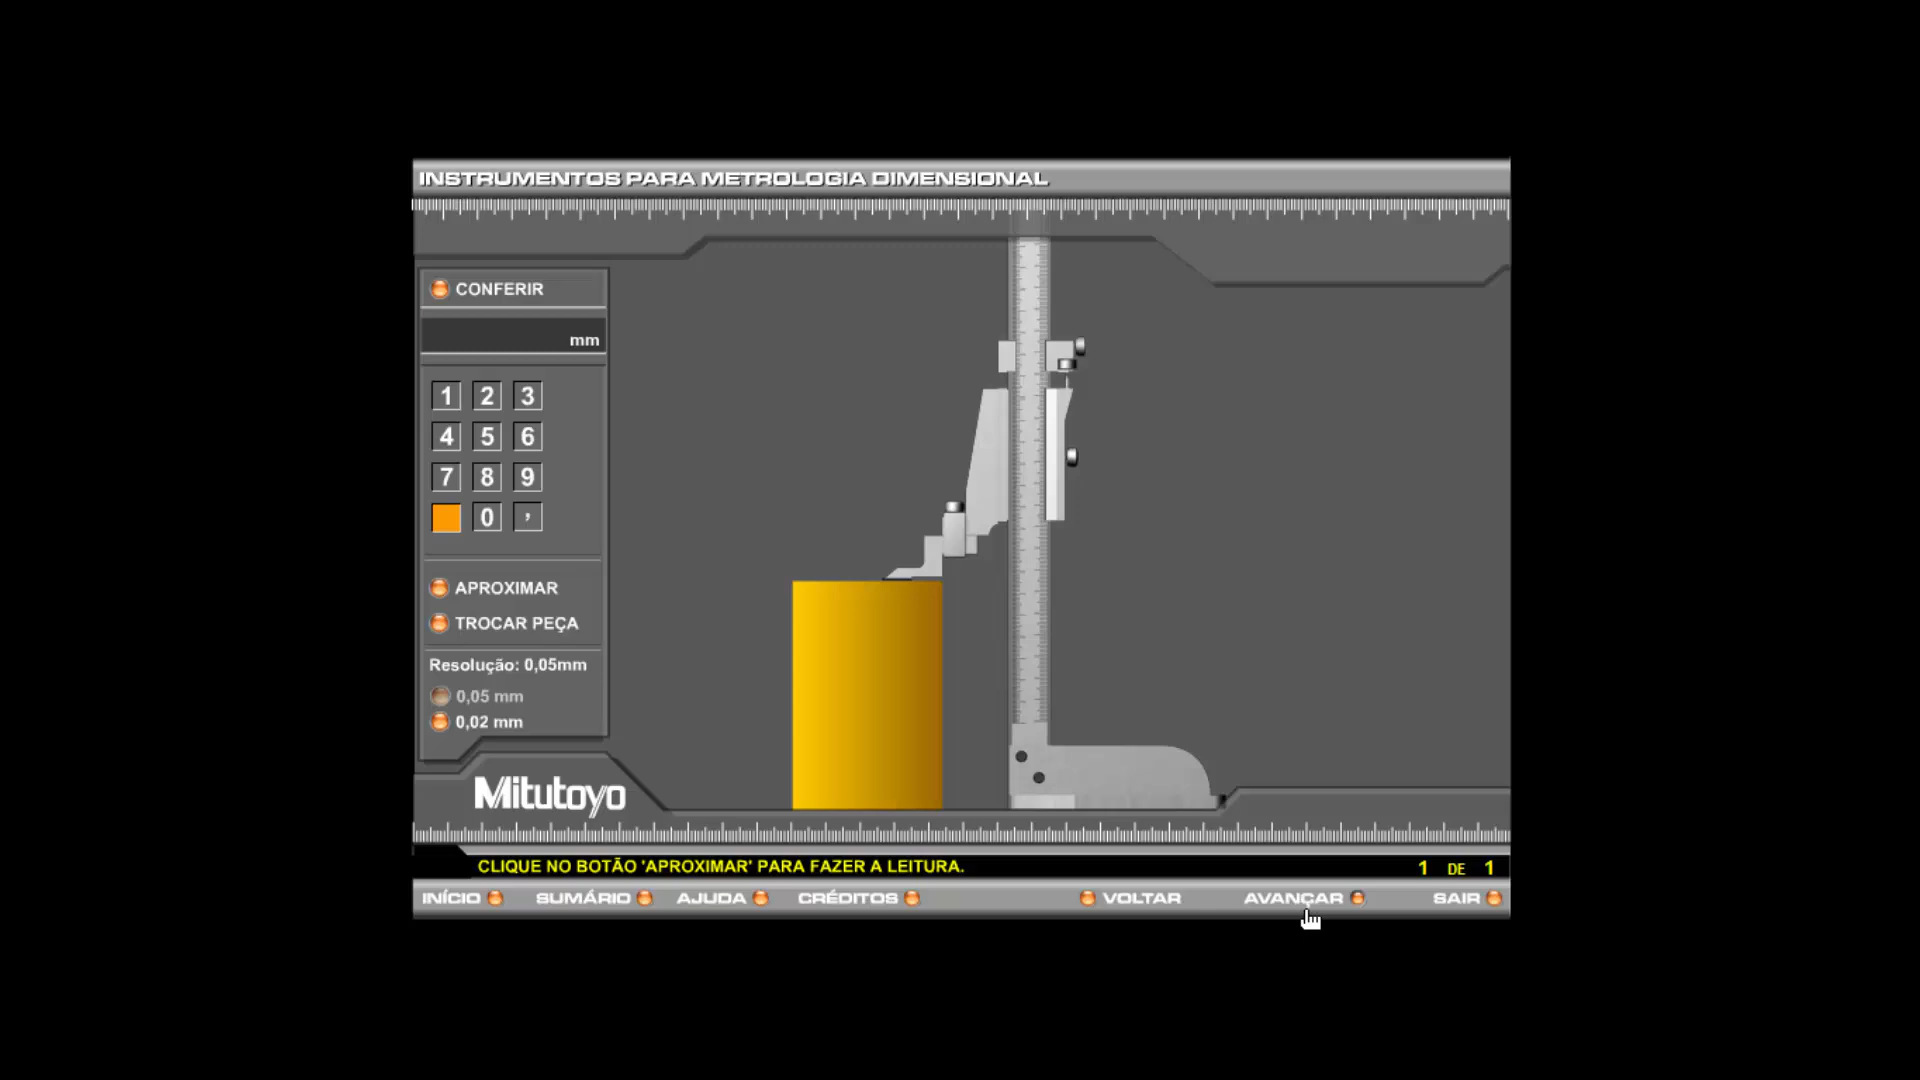 INSTRUMENTOS PARA METROLOGIA DIMENSIONAL
CONFERIR
mm
1 2 3
4 5 6
7 8 9
0 ,
APROXIMAR
TROCAR PEÇA
Resolução: 0,05mm
0,05 mm
0,02 mm
Mitutoyo
CLIQUE NO BOTÃO 'APROXIMAR' PARA FAZER A LEITURA.
1 DE 1
INÍCIO SUMÁRIO AJUDA CRÉDITOS VOLTAR AVANÇAR SAIR